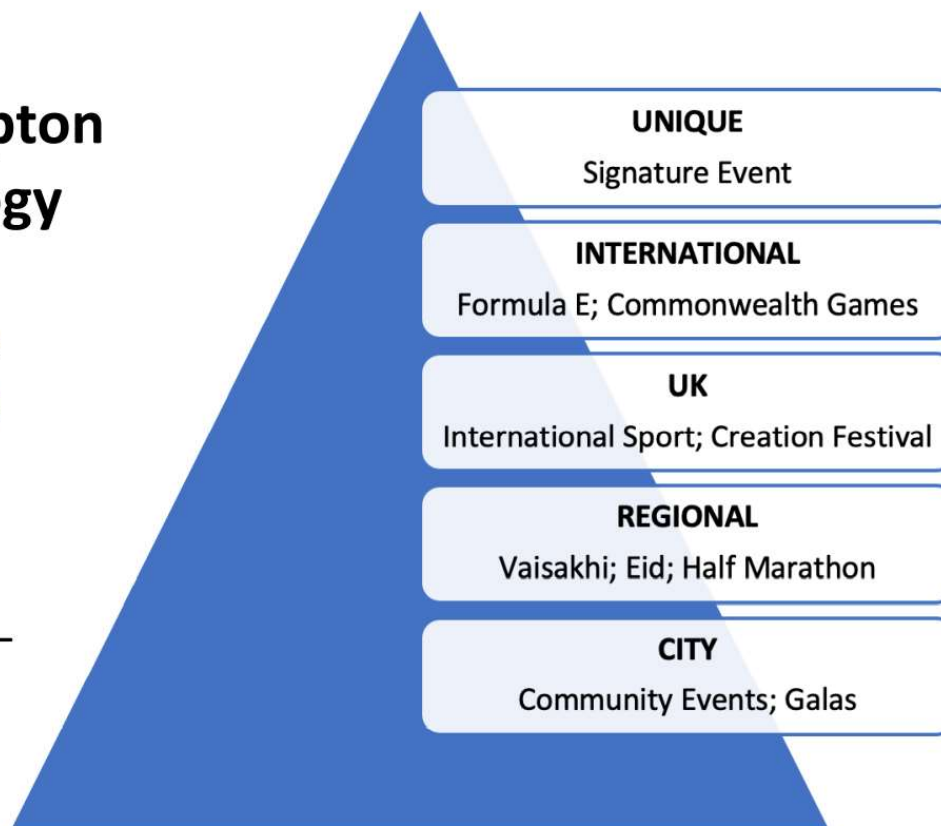 pton
gy
UNIQUE
Signature Event
INTERNATIONAL
Formula E; Commonwealth Games
UK
International Sport; Creation Festival
REGIONAL
Vaisakhi; Eid; Half Marathon
CITY
Community Events; Galas